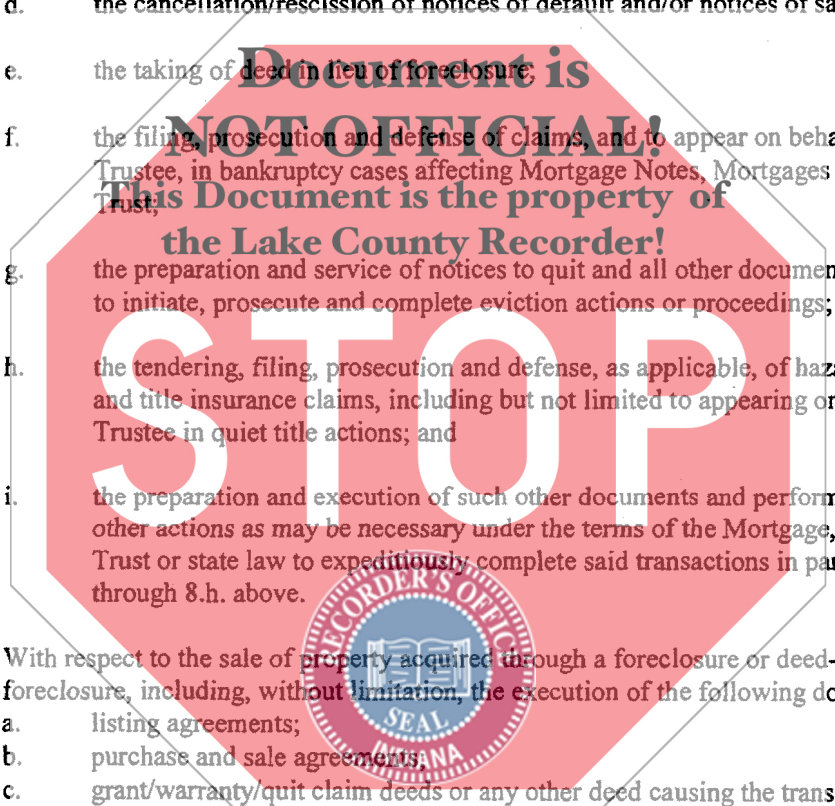 d. the cancellation/rescission of notices of default and/or notices of sa
e. the taking of deed in lieu of foreclosure;
Document is
f. the filing, prosecution and defense of claims, and to appear on beha
NOT OFFICIAL!
Trustee, in bankruptcy cases affecting Mortgage Notes, Mortgages
Trust;
This Document is the property of
the Lake County Recorder!
g. the preparation and service of notices to quit and all other documen
to initiate, prosecute and complete eviction actions or proceedings;
STOP
h. the tendering, filing, prosecution and defense, as applicable, of haza
and title insurance claims, including but not limited to appearing on
Trustee in quiet title actions; and
i. the preparation and execution of such other documents and perform
other actions as may be necessary under the terms of the Mortgage,
Trust or state law to expeditiously complete said transactions in par
through 8.h. above.
RECORDER'S OFFICE
SEAL
INDIANA
With respect to the sale of property acquired through a foreclosure or deed-
foreclosure, including, without limitation, the execution of the following do
a. listing agreements;
b. purchase and sale agreements;
c. grant/warranty/quit claim deeds or any other deed causing the trans